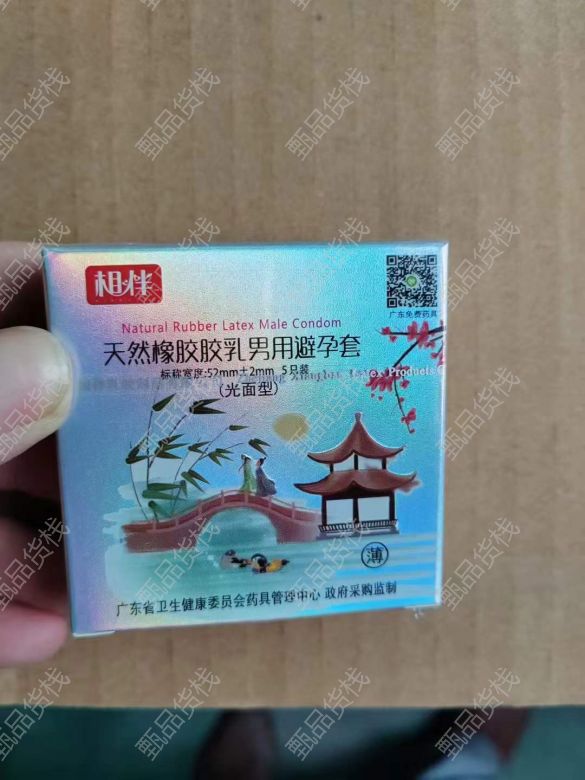 相伴
广东免费药具
Natural Rubber Latex Male Condom
天然橡胶胶乳男用避孕套
标称宽度:52mm±2mm 5只装
(光面型)
薄
广东省卫生健康委员会药具管理中心 政府采购监制
甄品货栈